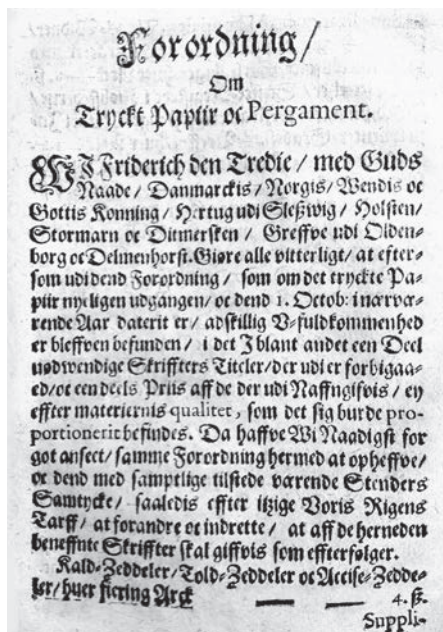 Forordning/
Om
Tryckt Papiir oc Pergament.
WJ Friderich den Tredie/ med Guds
Naade/ Danmarckis/ Norgis/ Wendis oc
Gottis Konning/ Hertug udi Sleßwig/ Holsten/
Stormarn oc Ditmersken/ Greffve udi Olden-
borg oc Delmenhorst. Giøre alle vitterligt/ at efter-
som udi dend Forordning/ som om det tryckte Pa-
piir nyeligen udgangen/ oc dend 1. Octob: i nærvæ-
rende Aar daterit er/ adskillig V-fuldkommenhed
er bleffven befunden/ i det Iblant andet een Deel
nødwendige Skriffters Titeler/ der udi er forbigaa-
ed/ oc een deels Priis aff de der udi Naffngifvis/ ey
effter materiernis qualitet, som det sig burde pro-
portionerit befindes. Da haffve Wi Naadigst for
got anseet/ samme Forordning hermed at opheffve/
oc dend med samptlige tilstede værende Stenders
Samtycke/ saaledis effter itzige Voris Rigens
Tarff/ at forandre oc indrette/ at aff de herneden
beneffnte Skriffter skal giffvis som effterfølger.
Kald-Zeddeler/ Told-Zeddeler oc Accise-Zedde-
ler/ hver fiering Arck — — 4. ß.
Suppli-